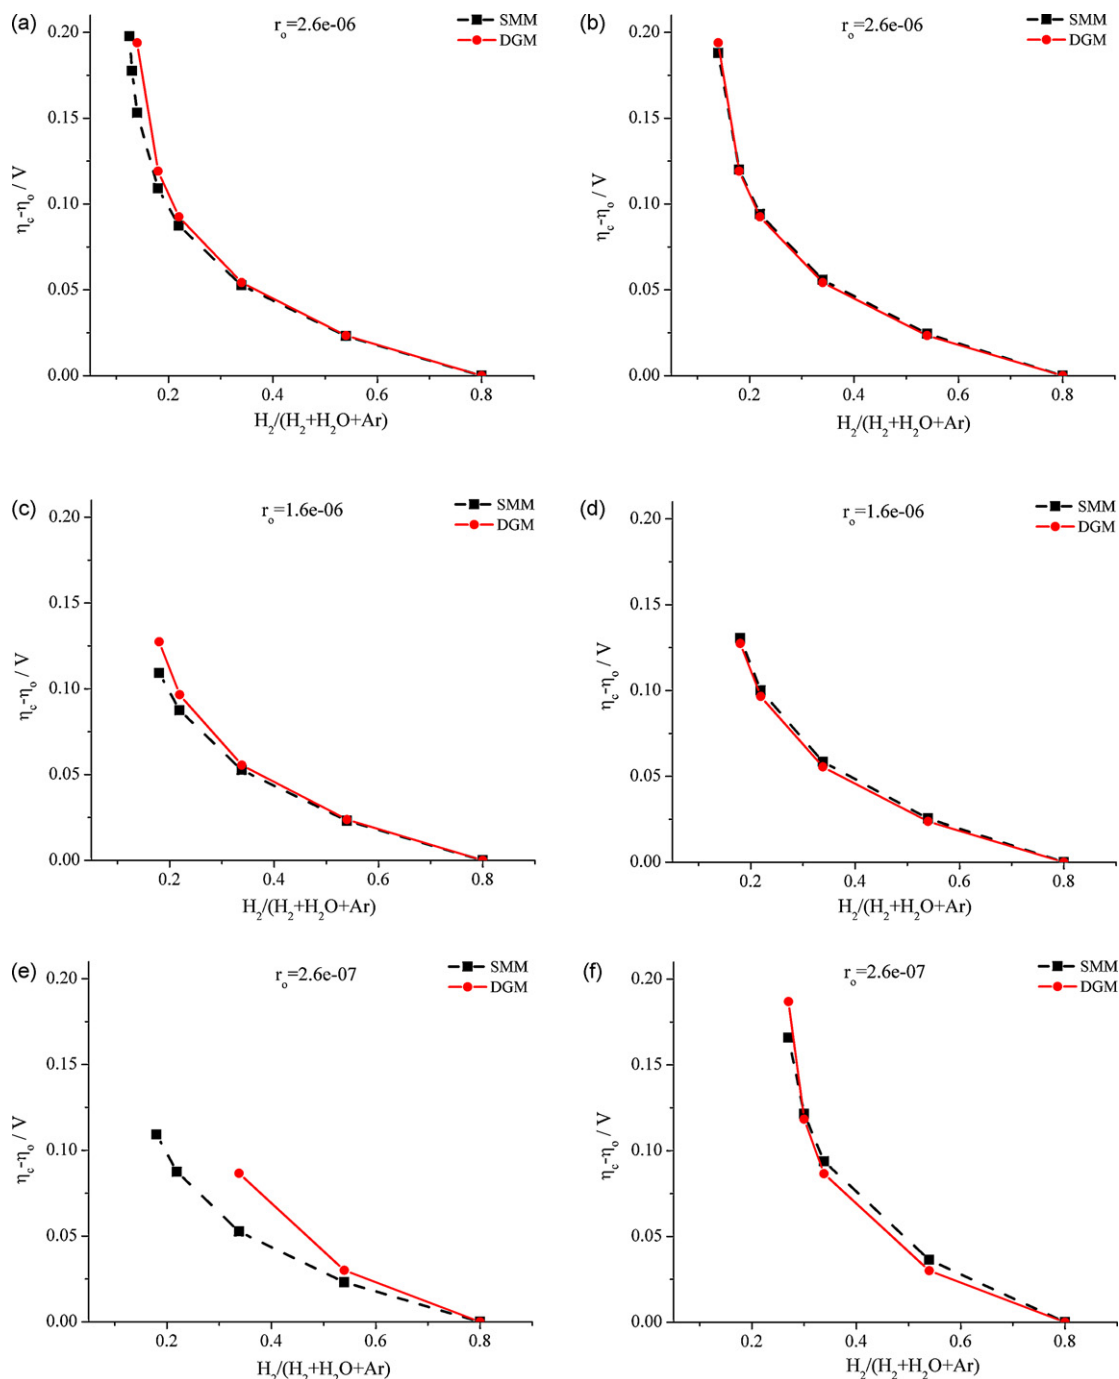 (a)
r_o=2.6e-06
SMM
DGM
0.20
0.15
0.10
0.05
0.00
η_c-η_o / V
0.2 0.4 0.6 0.8
H_2/(H_2+H_2O+Ar)
(b)
r_o=2.6e-06
SMM
DGM
0.20
0.15
0.10
0.05
0.00
η_c-η_o / V
0.2 0.4 0.6 0.8
H_2/(H_2+H_2O+Ar)
(c)
r_o=1.6e-06
SMM
DGM
0.20
0.15
0.10
0.05
0.00
η_c-η_o / V
0.2 0.4 0.6 0.8
H_2/(H_2+H_2O+Ar)
(d)
r_o=1.6e-06
SMM
DGM
0.20
0.15
0.10
0.05
0.00
η_c-η_o / V
0.2 0.4 0.6 0.8
H_2/(H_2+H_2O+Ar)
(e)
r_o=2.6e-07
SMM
DGM
0.20
0.15
0.10
0.05
0.00
η_c-η_o / V
0.2 0.4 0.6 0.8
H_2/(H_2+H_2O+Ar)
(f)
r_o=2.6e-07
SMM
DGM
0.20
0.15
0.10
0.05
0.00
η_c-η_o / V
0.2 0.4 0.6 0.8
H_2/(H_2+H_2O+Ar)